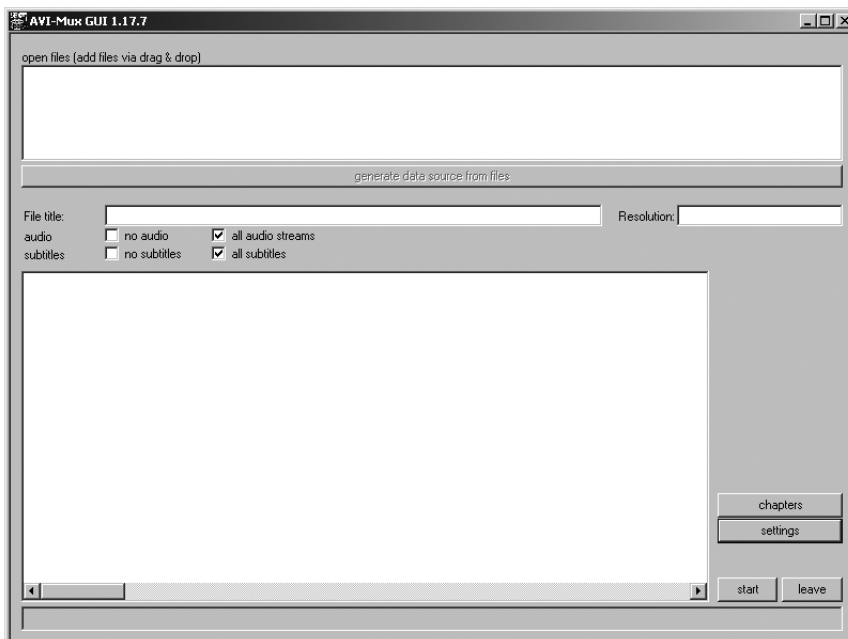 AVI-Mux GUI 1.17.7
open files (add files via drag & drop)
generate data source from files
File title: Resolution:
audio no audio all audio streams
subtitles no subtitles all subtitles
chapters
settings
start leave